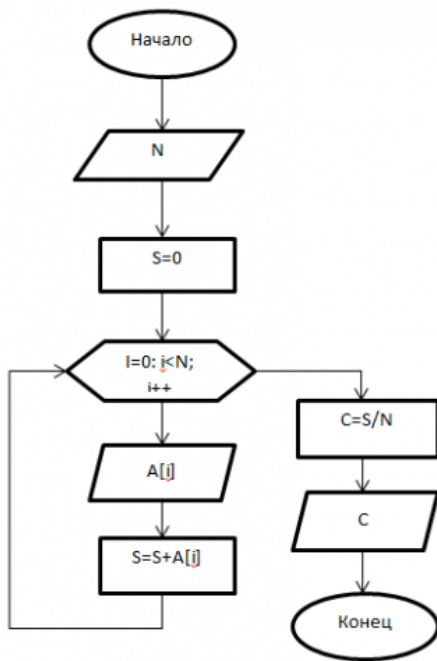 Начало
N
S=0
I=0: i<N;
i++
A[i]
S=S+A[i]
C=S/N
C
Конец